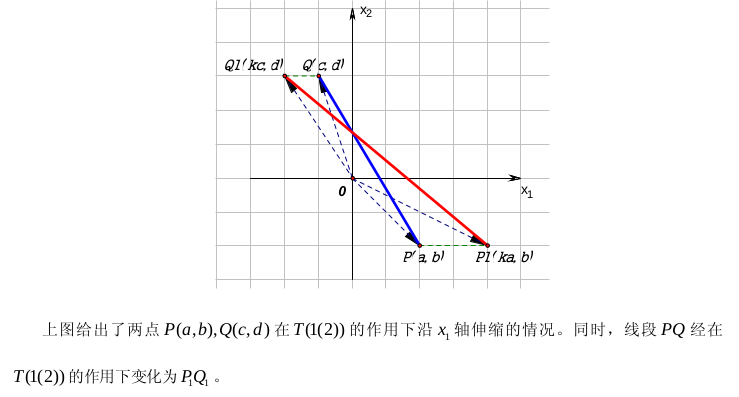 x2
Q1(kc, d) Q(c, d)
0
x1
P(a, b) P1(ka, b)
上图给出了两点 P(a,b),Q(c,d) 在 T(1(2)) 的作用下沿 x1 轴伸缩的情况。同时，线段 PQ 经在
T(1(2)) 的作用下变化为 P1Q1 。